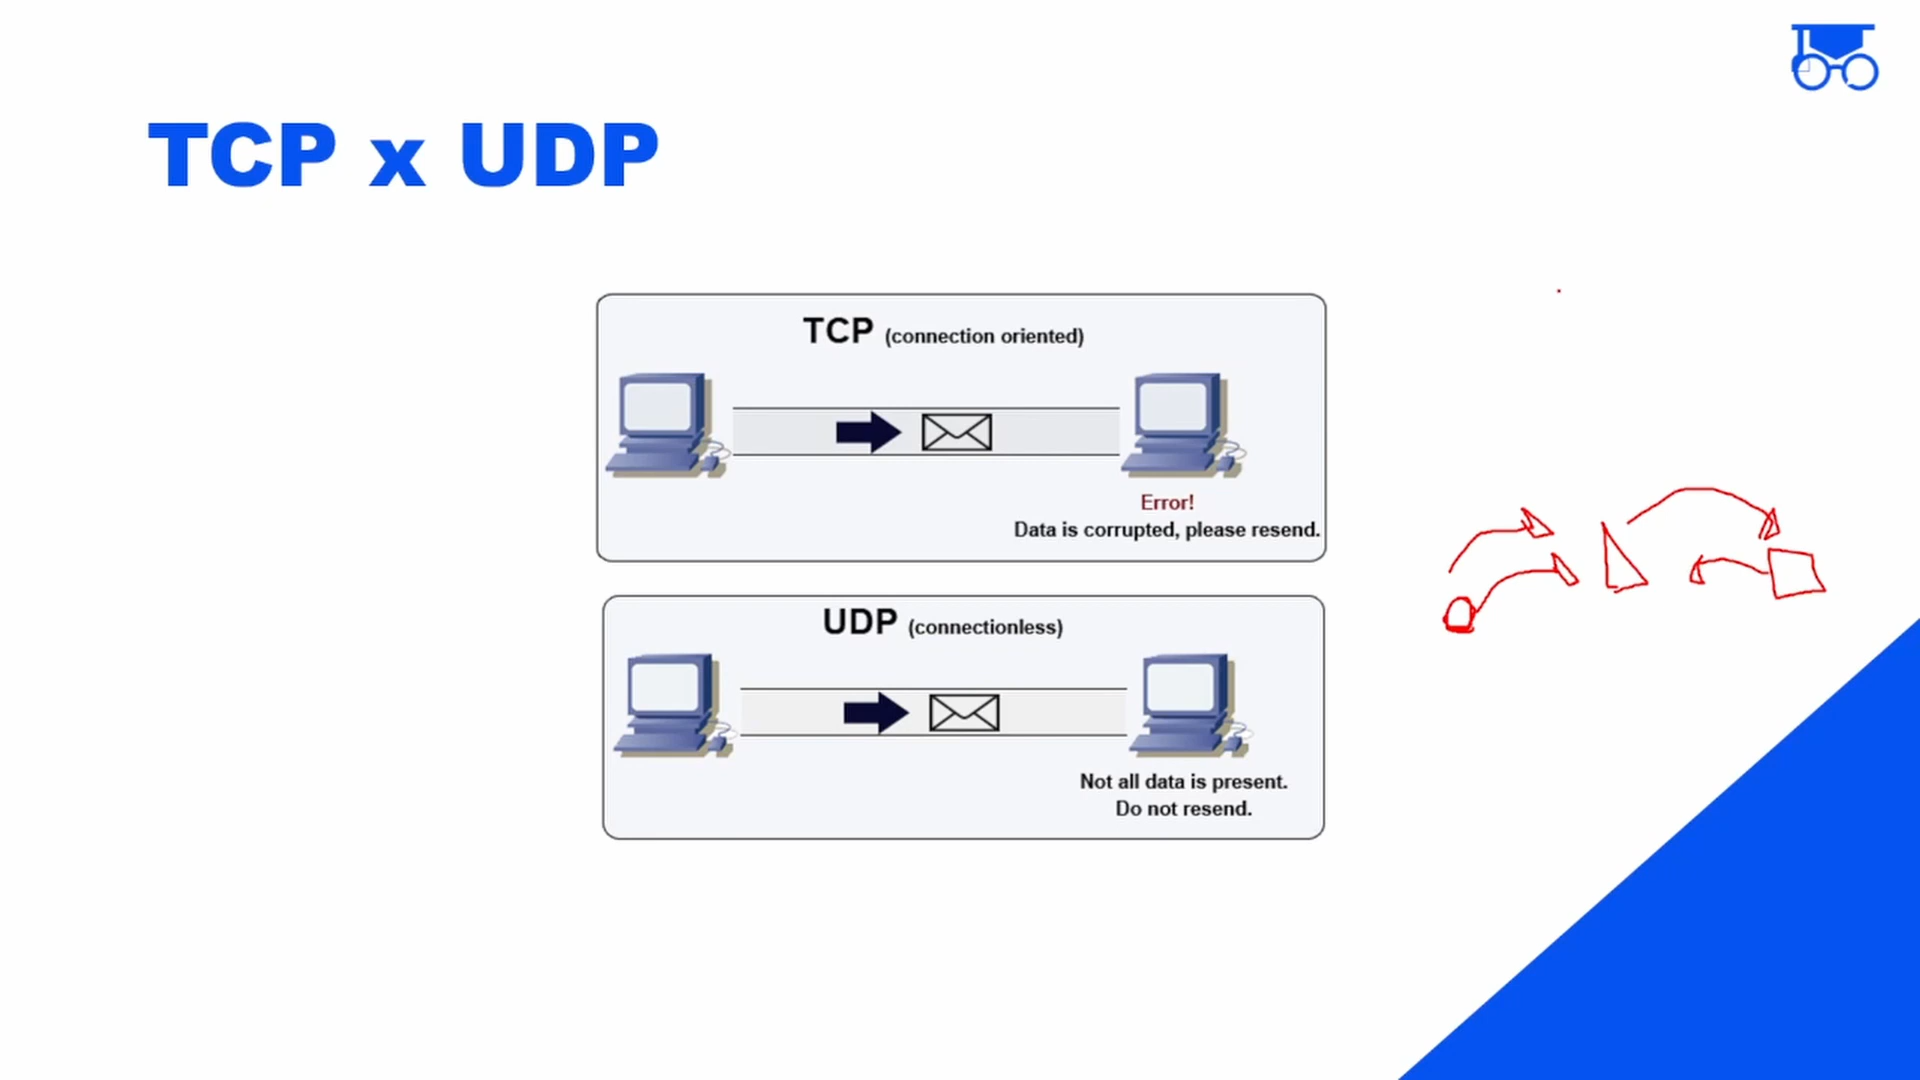 TCP x UDP
TCP (connection oriented)
Error!
Data is corrupted, please resend.
UDP (connectionless)
Not all data is present.
Do not resend.